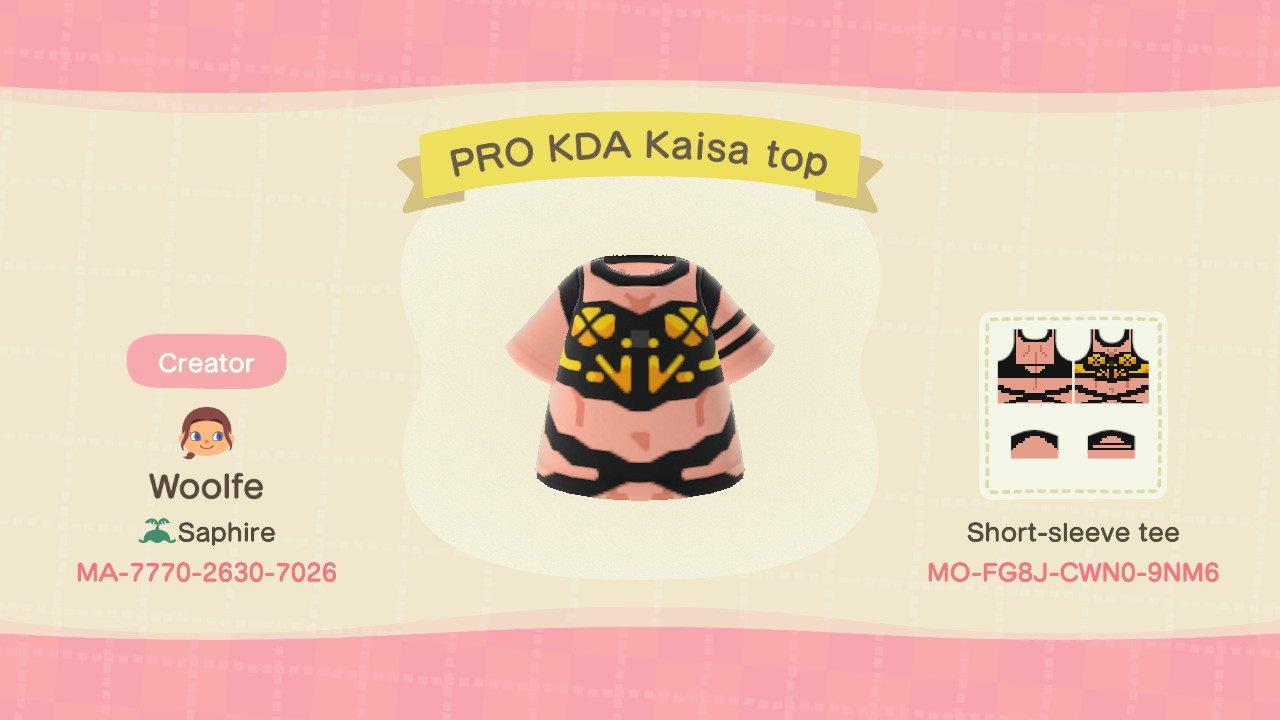 PRO KDA Kaisa top
Creator
Woolfe
Saphire
MA-7770-2630-7026
Short-sleeve tee
MO-FG8J-CWN0-9NM6